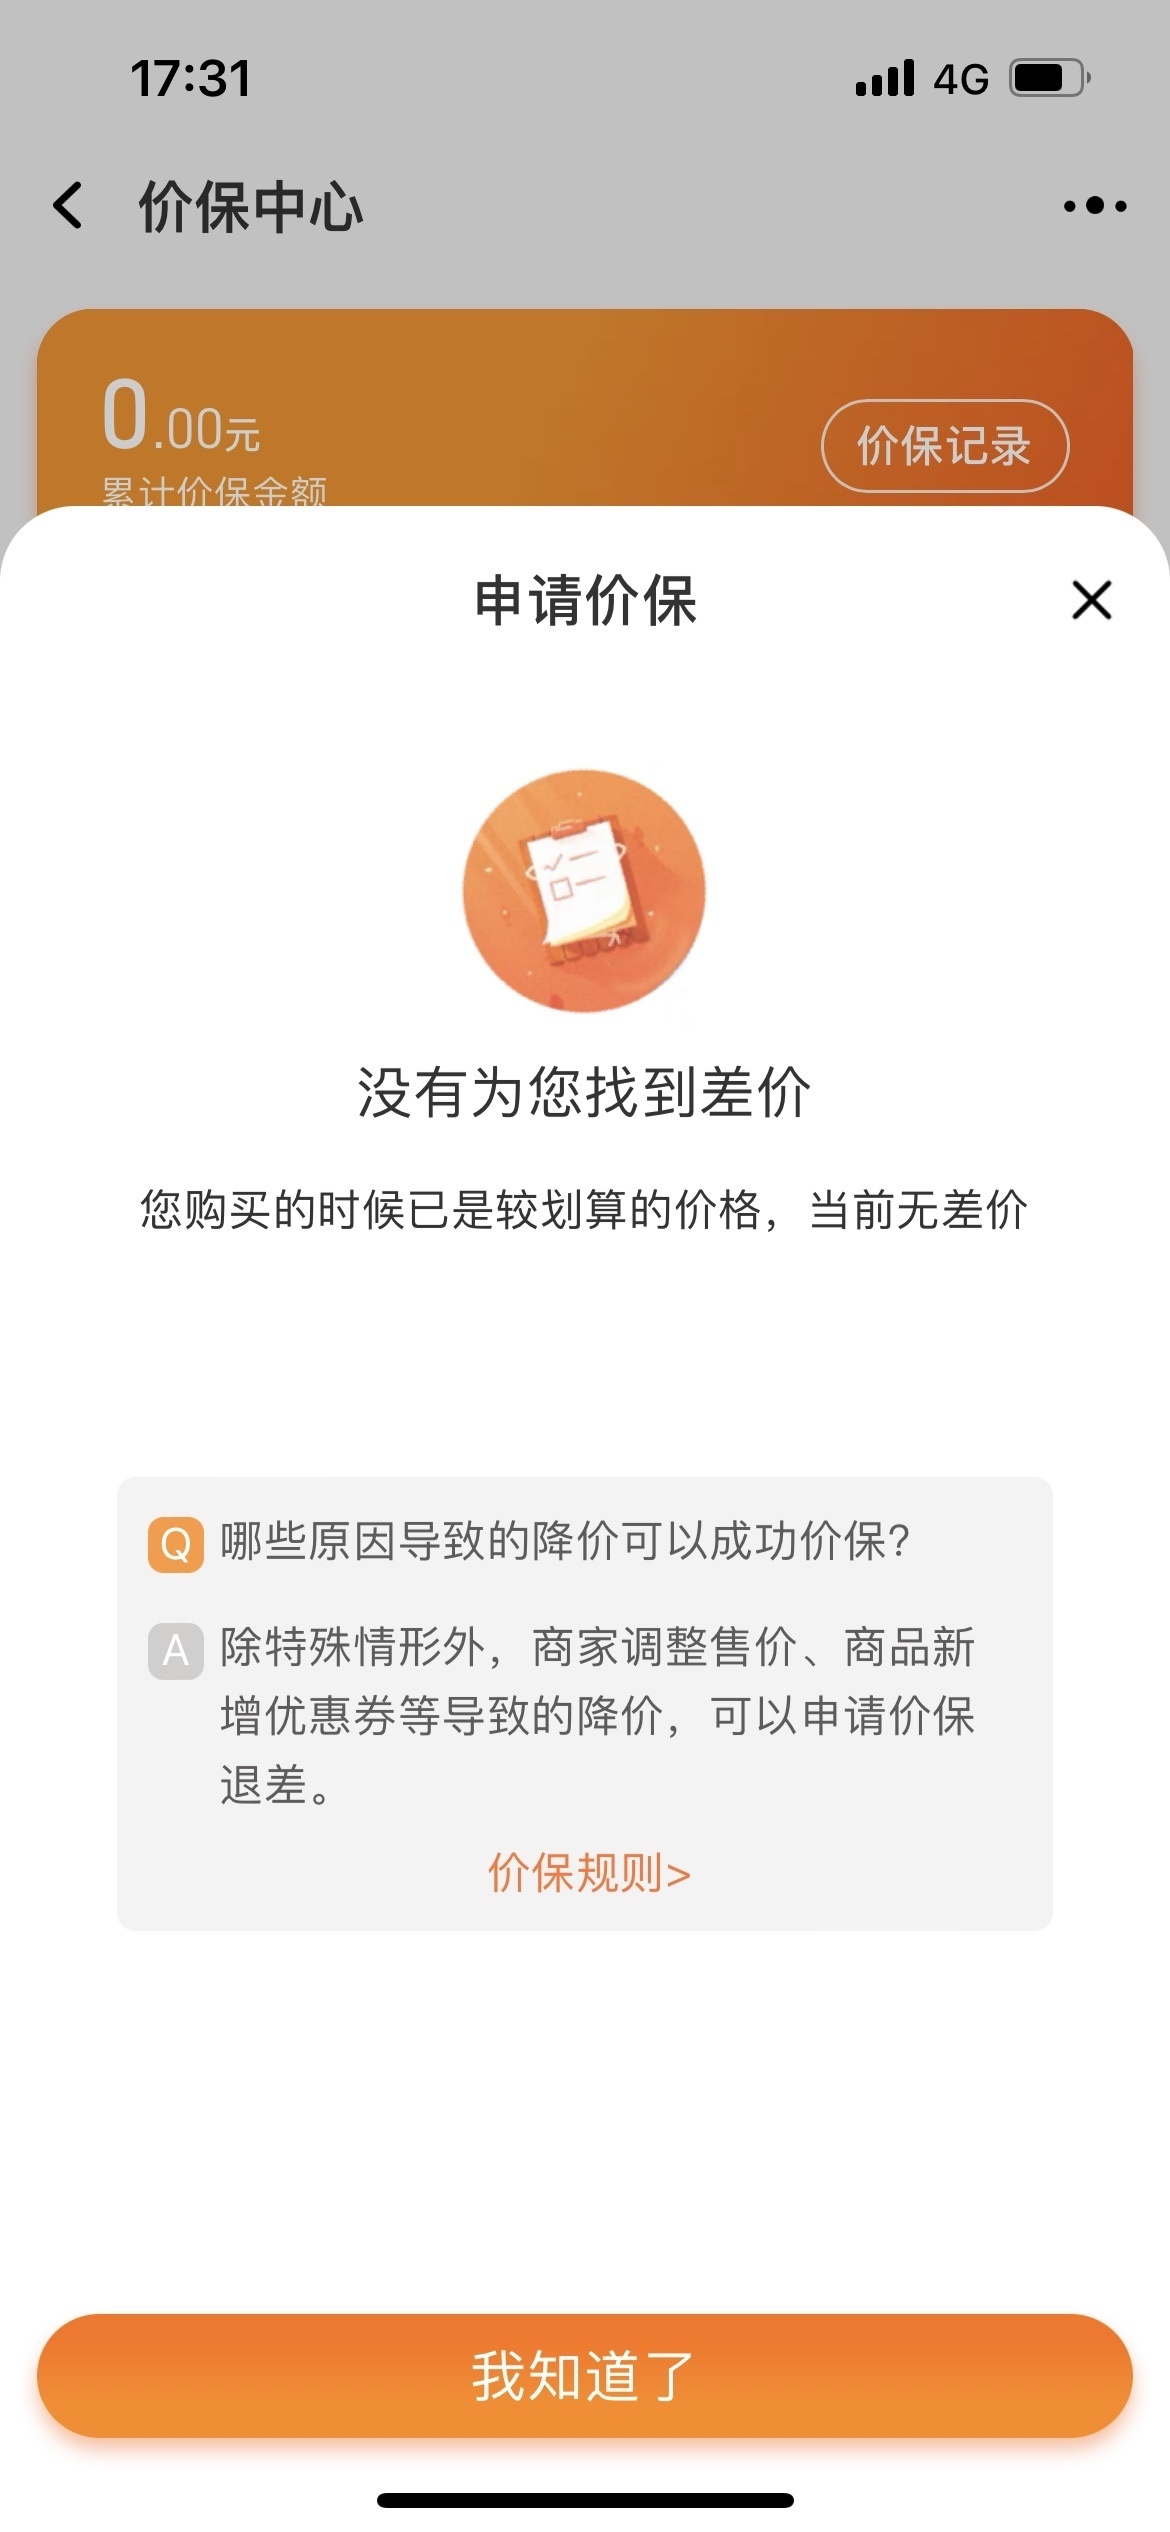 17:31
4G
价保中心
0.00元
价保记录
累计价保金额
申请价保
没有为您找到差价
您购买的时候已是较划算的价格，当前无差价
Q 哪些原因导致的降价可以成功价保?
A 除特殊情形外，商家调整售价、商品新
增优惠券等导致的降价，可以申请价保
退差。
价保规则>
我知道了